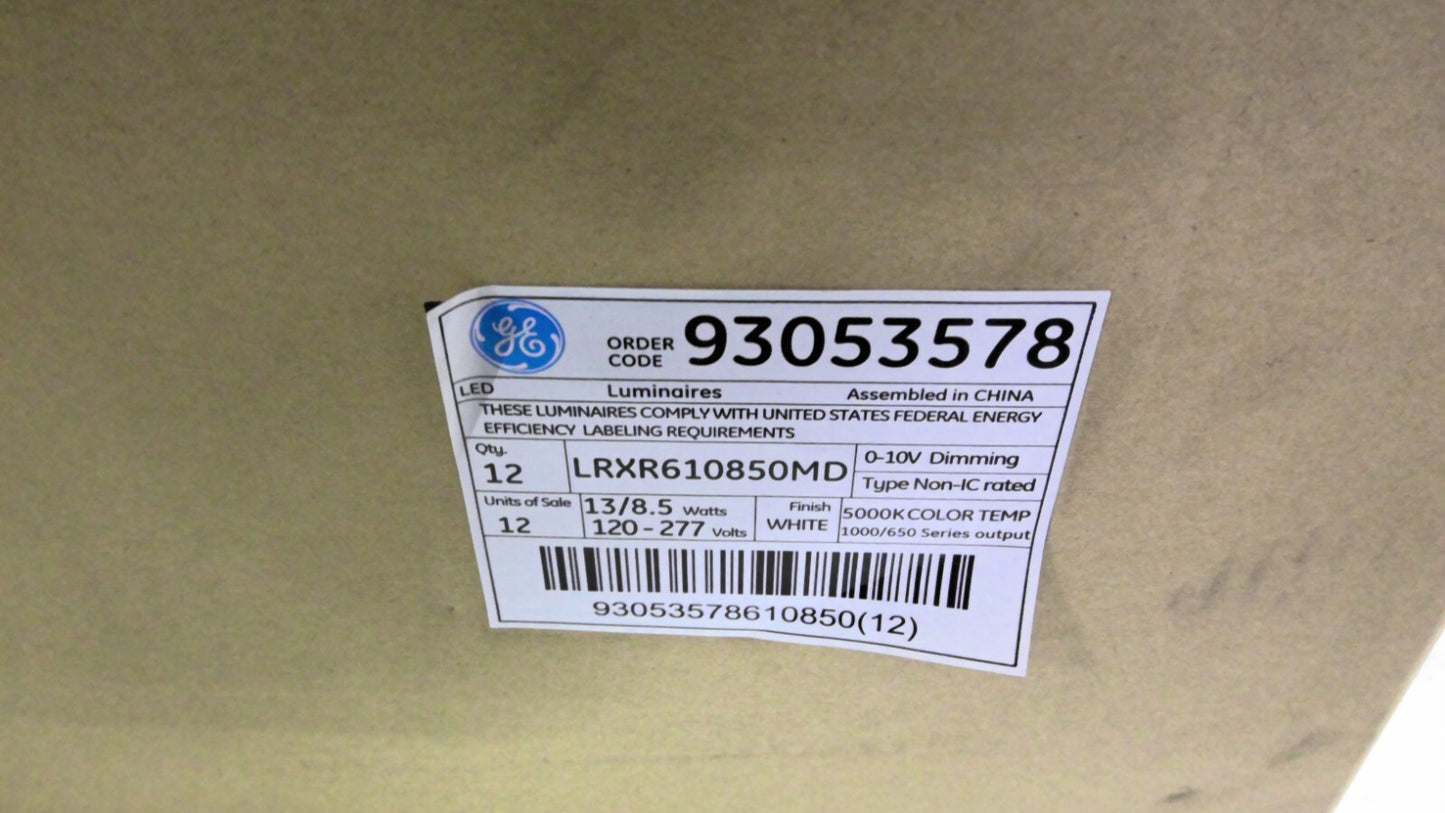 GE
ORDER CODE 93053578
LED Luminaires Assembled in CHINA
THESE LUMINAIRES COMPLY WITH UNITED STATES FEDERAL ENERGY
EFFICIENCY LABELING REQUIREMENTS
Qty.
12
LRXR610850MD
0-10V Dimming
Type Non-IC rated
Units of Sale
12
13/8.5 Watts
120-277 Volts
Finish
WHITE
5000K COLOR TEMP
1000/650 Series output
93053578610850(12)